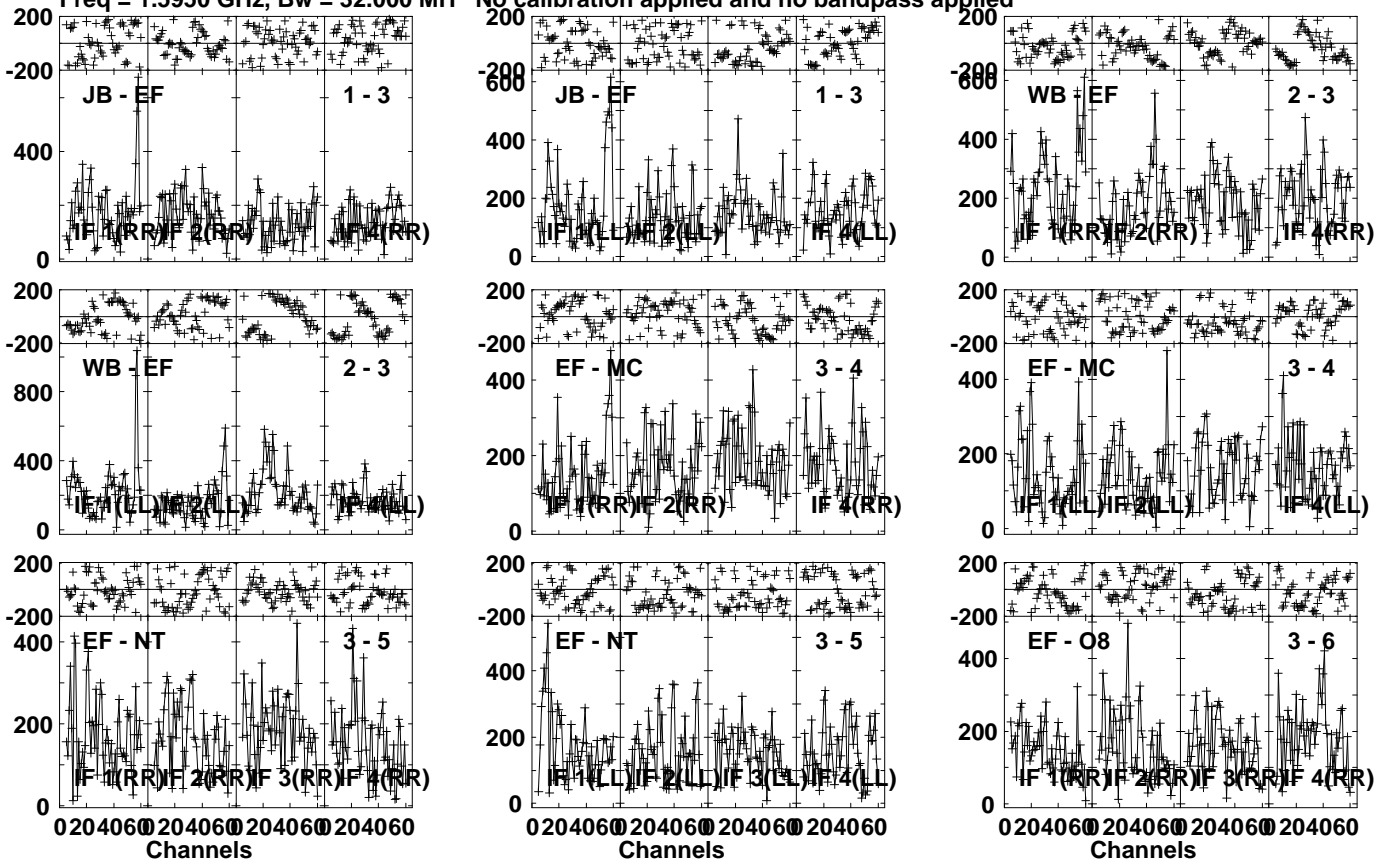 Freq = 1.5950 GHz, Bw = 32.000 MH No calibration applied and no bandpass applied
200
-200
JB - EF 1 - 3
400
IF 1(RR) IF 2(RR) IF 4(RR)
0
200
-200
JB - EF 1 - 3
600
400
200
IF 1(LL) IF 2(LL) IF 4(LL)
0
200
-200
600
WB - EF 2 - 3
400
200
IF 1(RR) IF 2(RR) IF 4(RR)
0
200
-200
WB - EF 2 - 3
800
400
IF 1(LL) IF 2(LL) IF 4(LL)
0
200
-200
EF - MC 3 - 4
400
200
IF 1(RR) IF 2(RR) IF 4(RR)
0
200
-200
EF - MC 3 - 4
400
200
IF 1(LL) IF 2(LL) IF 4(LL)
0
200
-200
EF - NT 3 - 5
400
200
IF 1(RR) IF 2(RR) IF 3(RR) IF 4(RR)
0
0 20 40 60 0 20 40 60 0 20 40 60 0 20 40 60
Channels
200
-200
EF - NT 3 - 5
400
200
IF 1(LL) IF 2(LL) IF 3(LL) IF 4(LL)
0
0 20 40 60 0 20 40 60 0 20 40 60 0 20 40 60
Channels
200
-200
EF - O8 3 - 6
400
200
IF 1(RR) IF 2(RR) IF 3(RR) IF 4(RR)
0
0 20 40 60 0 20 40 60 0 20 40 60 0 20 40 60
Channels